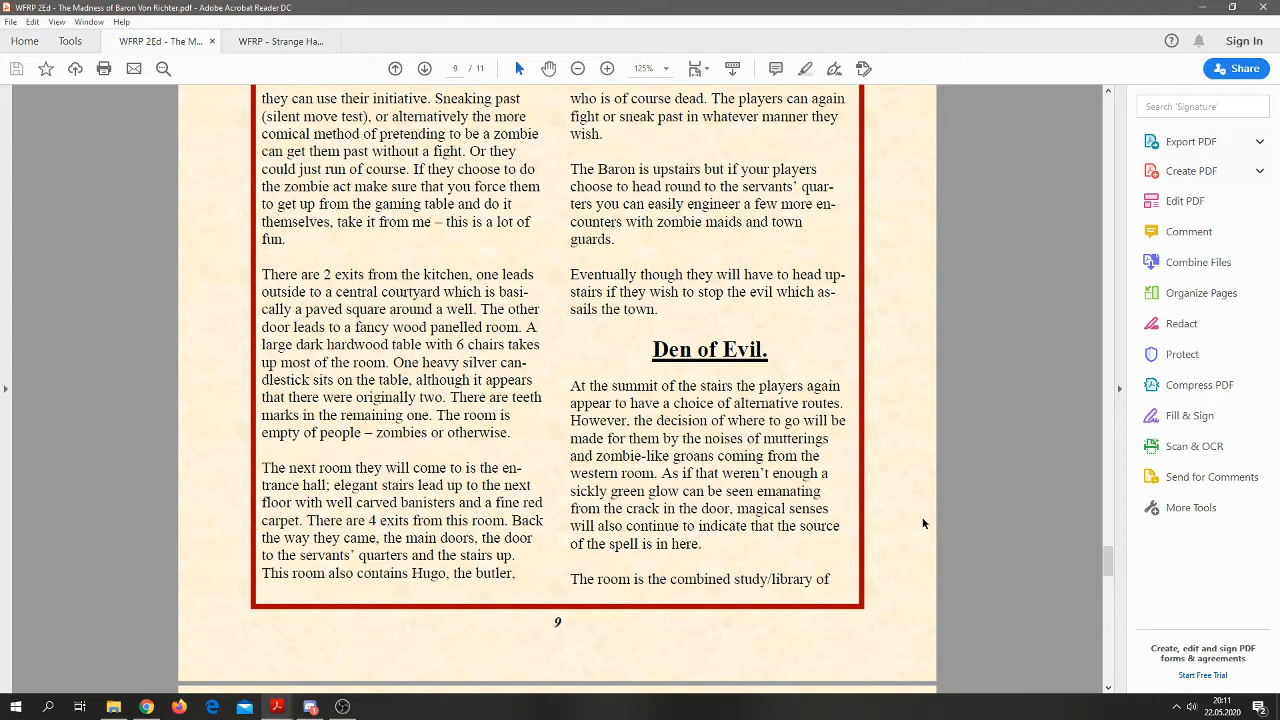 WFRP 2Ed - The Madness of Baron Von Richter.pdf - Adobe Acrobat Reader DC
File Edit View Window Help
Home Tools WFRP 2Ed - The M... × WFRP - Strange Ha... Sign In
9 / 11 125% Share
they can use their initiative. Sneaking past
(silent move test), or alternatively the more
comical method of pretending to be a zombie
can get them past without a fight. Or they
could just run of course. If they choose to do
the zombie act make sure that you force them
to get up from the gaming table and do it
themselves, take it from me – this is a lot of
fun.
There are 2 exits from the kitchen, one leads
outside to a central courtyard which is basi-
cally a paved square around a well. The other
door leads to a fancy wood panelled room. A
large dark hardwood table with 6 chairs takes
up most of the room. One heavy silver can-
dlestick sits on the table, although it appears
that there were originally two. There are teeth
marks in the remaining one. The room is
empty of people – zombies or otherwise.
The next room they will come to is the en-
trance hall; elegant stairs lead up to the next
floor with well carved banisters and a fine red
carpet. There are 4 exits from this room. Back
the way they came, the main doors, the door
to the servants’ quarters and the stairs up.
This room also contains Hugo, the butler,
who is of course dead. The players can again
fight or sneak past in whatever manner they
wish.
The Baron is upstairs but if your players
choose to head round to the servants’ quar-
ters you can easily engineer a few more en-
counters with zombie maids and town
guards.
Eventually though they will have to head up-
stairs if they wish to stop the evil which as-
sails the town.
Den of Evil.
At the summit of the stairs the players again
appear to have a choice of alternative routes.
However, the decision of where to go will be
made for them by the noises of mutterings
and zombie-like groans coming from the
western room. As if that weren’t enough a
sickly green glow can be seen emanating
from the crack in the door, magical senses
will also continue to indicate that the source
of the spell is in here.
The room is the combined study/library of
9
Search 'Signature'
Export PDF
Create PDF
Edit PDF
Comment
Combine Files
Organize Pages
Redact
Protect
Compress PDF
Fill & Sign
Scan & OCR
Send for Comments
More Tools
Create, edit and sign PDF
forms & agreements
Start Free Trial
20:11
22.05.2020